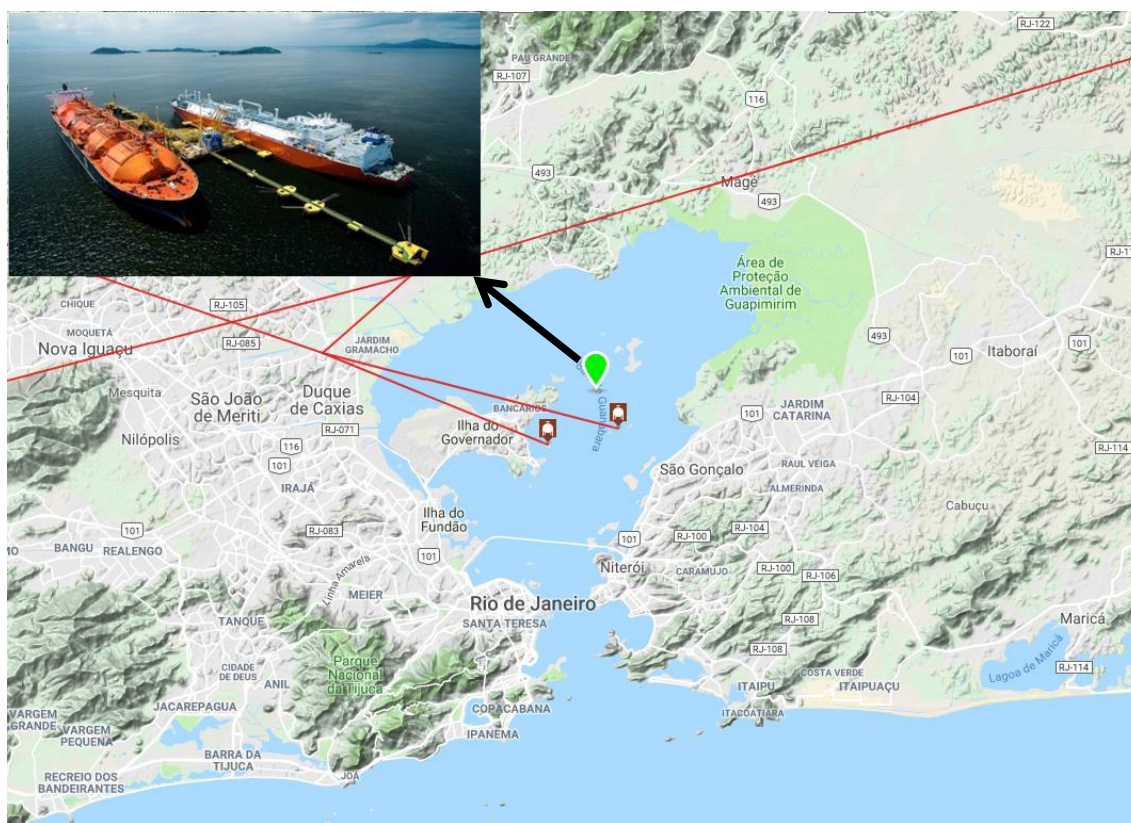 RJ-122
PAU GRANDE
RJ-107
116
493
Magé
493
RJ-11
Área de
Proteção
Ambiental de
Guapimirim
CHIQUE
RJ-105
MOQUETÁ
RJ-085
Nova Iguaçu
JARDIM
GRAMACHO
493
101
Itaboraí
101
Mesquita
São João
de Meriti
Duque
de Caxias
BANCÁRIOS
Guanabara
RJ-104
JARDIM
CATARINA
101
Nilópolis
RJ-071
Ilha do
Governador
116
101
São Gonçalo
RAUL VEIGA
RJ-114
IRAJÁ
ALMERINDA
Cabuçu
101
RJ-083
Ilha do
Fundão
RJ-104
BANGU
REALENGO
101
101
RJ-100
Linha Amarela
Niterói
CARAMUJO
RJ-100
RJ-106
MEIER
Rio de Janeiro
SANTA TERESA
TANQUE
RJ-108
Maricá
CIDADE
DE DEUS
ANIL
Parque
Nacional
da Tijuca
RJ-108
COSTA VERDE
ITAIPU
ITAIPUAÇU
Lagoa de Maricá
RJ-114
JACAREPAGUA
COPACABANA
ITACOATIARA
VARGEM
GRANDE
VARGEM
PEQUENA
IPANEMA
BARRA DA
TIJUCA
JOÁ
RECREIO DOS
BANDEIRANTES